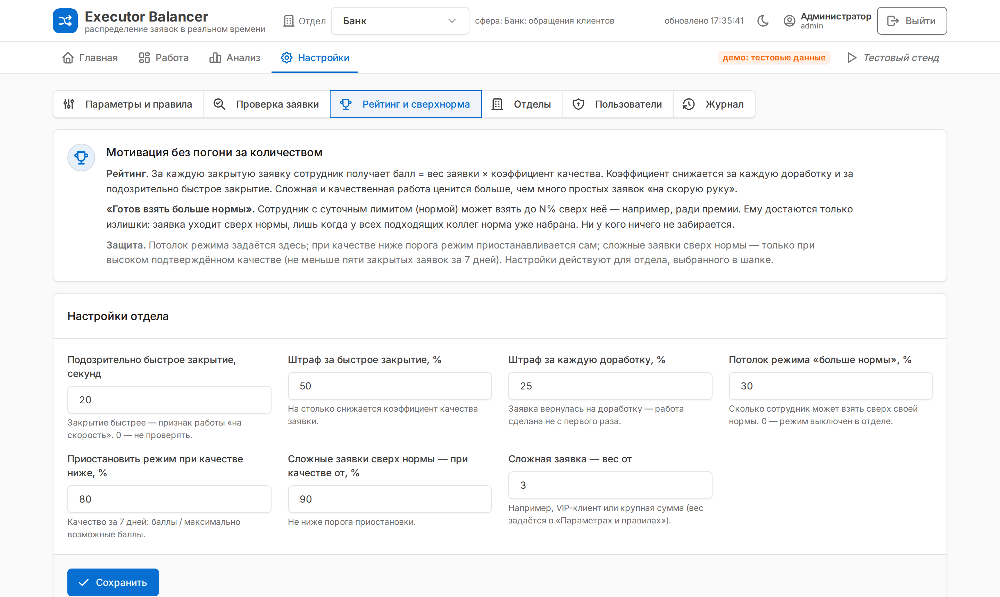 Executor Balancer
распределение заявок в реальном времени
Отдел
Банк
сфера: Банк: обращения клиентов
обновлено 17:35:41
Администратор
admin
Выйти
Главная
Работа
Анализ
Настройки
демо: тестовые данные
Тестовый стенд
Параметры и правила
Проверка заявки
Рейтинг и сверхнорма
Отделы
Пользователи
Журнал
Мотивация без погони за количеством
Рейтинг. За каждую закрытую заявку сотрудник получает балл = вес заявки × коэффициент качества. Коэффициент снижается за каждую доработку и за
подозрительно быстрое закрытие. Сложная и качественная работа ценится больше, чем много простых заявок «на скорую руку».
«Готов взять больше нормы». Сотрудник с суточным лимитом (нормой) может взять до N% сверх неё — например, ради премии. Ему достаются только
излишки: заявка уходит сверх нормы, лишь когда у всех подходящих коллег норма уже набрана. Ни у кого ничего не забирается.
Защита. Потолок режима задаётся здесь; при качестве ниже порога режим приостанавливается сам; сложные заявки сверх нормы — только при
высоком подтверждённом качестве (не меньше пяти закрытых заявок за 7 дней). Настройки действуют для отдела, выбранного в шапке.
Настройки отдела
Подозрительно быстрое закрытие,
секунд
20
Закрытие быстрее — признак работы «на
скорость». 0 — не проверять.
Штраф за быстрое закрытие, %
50
На столько снижается коэффициент качества
заявки.
Штраф за каждую доработку, %
25
Заявка вернулась на доработку — работа
сделана не с первого раза.
Потолок режима «больше нормы», %
30
Сколько сотрудник может взять сверх своей
нормы. 0 — режим выключен в отделе.
Приостановить режим при качестве
ниже, %
80
Качество за 7 дней: баллы / максимально
возможные баллы.
Сложные заявки сверх нормы — при
качестве от, %
90
Не ниже порога приостановки.
Сложная заявка — вес от
3
Например, VIP-клиент или крупная сумма (вес
задаётся в «Параметрах и правилах»).
Сохранить